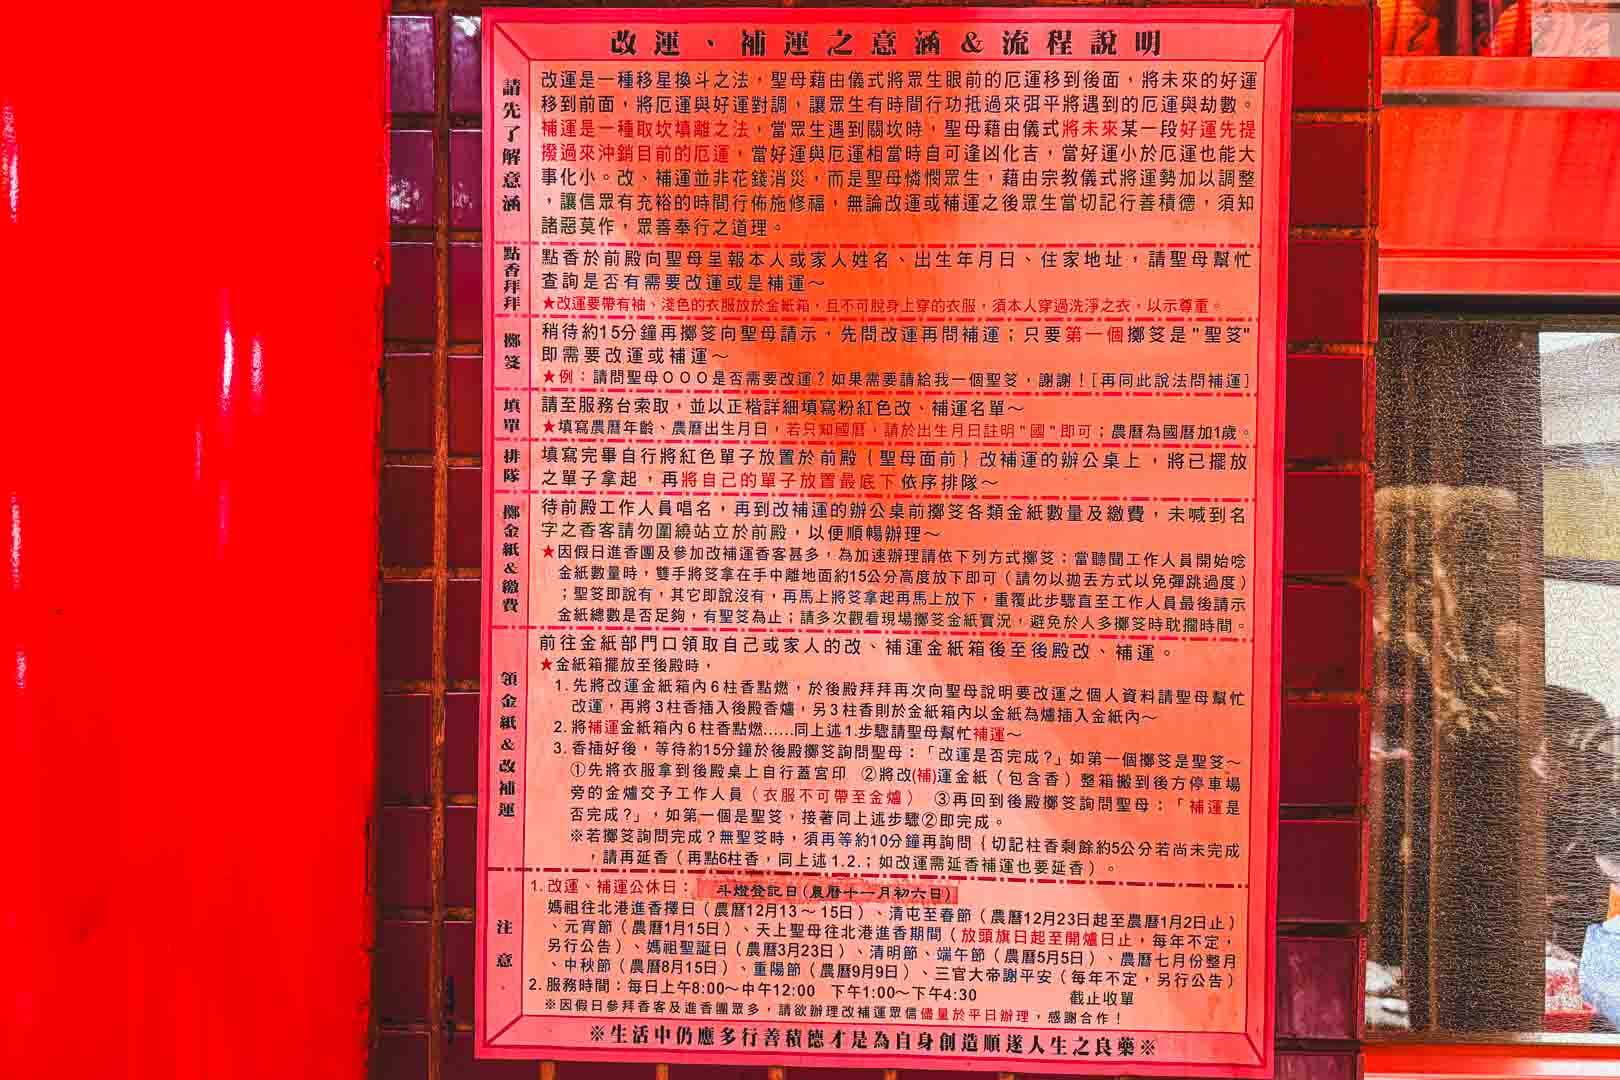 改運、補運之意涵&流程說明
請先了解意涵
改運是一種移星換斗之法，聖母藉由儀式將眾生眼前的厄運移到後面，將未來的好運
移到前面，將厄運與好運對調，讓眾生有時間行功抵過來弭平將遇到的厄運與劫數。
補運是一種取坎填離之法，當眾生遇到關坎時，聖母藉由儀式將未來某一段好運先提
撥過來沖銷目前的厄運，當好運與厄運相當時自可逢凶化吉，當好運小於厄運也能大
事化小。改、補運並非花錢消災，而是聖母憐憫眾生，藉由宗教儀式將運勢加以調整
，讓信眾有充裕的時間行佈施修福，無論改運或補運之後眾生當切記行善積德，須知
諸惡莫作，眾善奉行之道理。
點香拜拜
點香於前殿向聖母呈報本人或家人姓名、出生年月日、住家地址，請聖母幫忙
查詢是否有需要改運或是補運～
★改運要帶有袖、淺色的衣服放於金紙箱，且不可脫身上穿的衣服，須本人穿過洗淨之衣，以示尊重。
擲筊
稍待約15分鐘再擲筊向聖母請示，先問改運再問補運；只要第一個擲筊是"聖筊"
即需要改運或補運～
★例：請問聖母ＯＯＯ是否需要改運？如果需要請給我一個聖筊，謝謝！[再同此說法問補運]
填單
請至服務台索取，並以正楷詳細填寫粉紅色改、補運名單～
★填寫農曆年齡、農曆出生月日，若只知國曆，請於出生月日註明"國"即可；農曆為國曆加1歲。
排隊
填寫完畢自行將紅色單子放置於前殿｛聖母面前｝改補運的辦公桌上，將已擺放
之單子拿起，再將自己的單子放置最底下依序排隊～
擲金紙&繳費
待前殿工作人員唱名，再到改補運的辦公桌前擲筊各類金紙數量及繳費，未喊到名
字之香客請勿圍繞站立於前殿，以便順暢辦理～
★因假日進香團及參加改補運香客甚多，為加速辦理請依下列方式擲筊：當聽聞工作人員開始唸
金紙數量時，雙手將筊拿在手中離地面約15公分高度放下即可（請勿以拋丟方式以免彈跳過度）
；聖筊即說有，其它即說沒有，再馬上將筊拿起再馬上放下，重覆此步驟直至工作人員最後請示
金紙總數是否足夠，有聖筊為止；請多次觀看現場擲筊金紙實況，避免於人多擲筊時耽擱時間。
領金紙&改補運
前往金紙部門口領取自己或家人的改、補運金紙箱後至後殿改、補運。
★金紙箱擺放至後殿時，
1. 先將改運金紙箱內６柱香點燃，於後殿拜拜再次向聖母說明要改運之個人資料請聖母幫忙
改運，再將３柱香插入後殿香爐，另３柱香則於金紙箱內以金紙為爐插入金紙內～
2. 將補運金紙箱內６柱香點燃......同上述1.步驟請聖母幫忙補運～
3. 香插好後，等待約15分鐘於後殿擲筊詢問聖母：「改運是否完成？」如第一個擲筊是聖筊～
①先將衣服拿到後殿桌上自行蓋宮印　②將改(補)運金紙（包含香）整箱搬到後方停車場
旁的金爐交予工作人員（衣服不可帶至金爐）　③再回到後殿擲筊詢問聖母：「補運是
否完成？」，如第一個是聖筊，接著同上述步驟②即完成。
※若擲筊詢問完成？無聖筊時，須再等約10分鐘再詢問｛切記柱香剩餘約5公分若尚未完成
，請再延香（再點6柱香，同上述1.2.；如改運需延香補運也要延香）。
注意
1. 改運、補運公休日： 斗燈登記日(農曆十一月初六日)
媽祖往北港進香擇日（農曆12月13～15日）、清屯至春節（農曆12月23日起至農曆1月2日止）
、元宵節（農曆1月15日）、天上聖母往北港進香期間（放頭旗日起至開爐日止，每年不定，
另行公告）、媽祖聖誕日（農曆3月23日）、清明節、端午節（農曆5月5日）、農曆七月份整月
、中秋節（農曆8月15日）、重陽節（農曆9月9日）、三官大帝謝平安（每年不定，另行公告）
2. 服務時間：每日上午8:00～中午12:00　下午1:00～下午4:30　截止收單
※因假日參拜香客及進香團眾多，請欲辦理改補運眾信儘量於平日辦理，感謝合作！
※生活中仍應多行善積德才是為自身創造順遂人生之良藥※